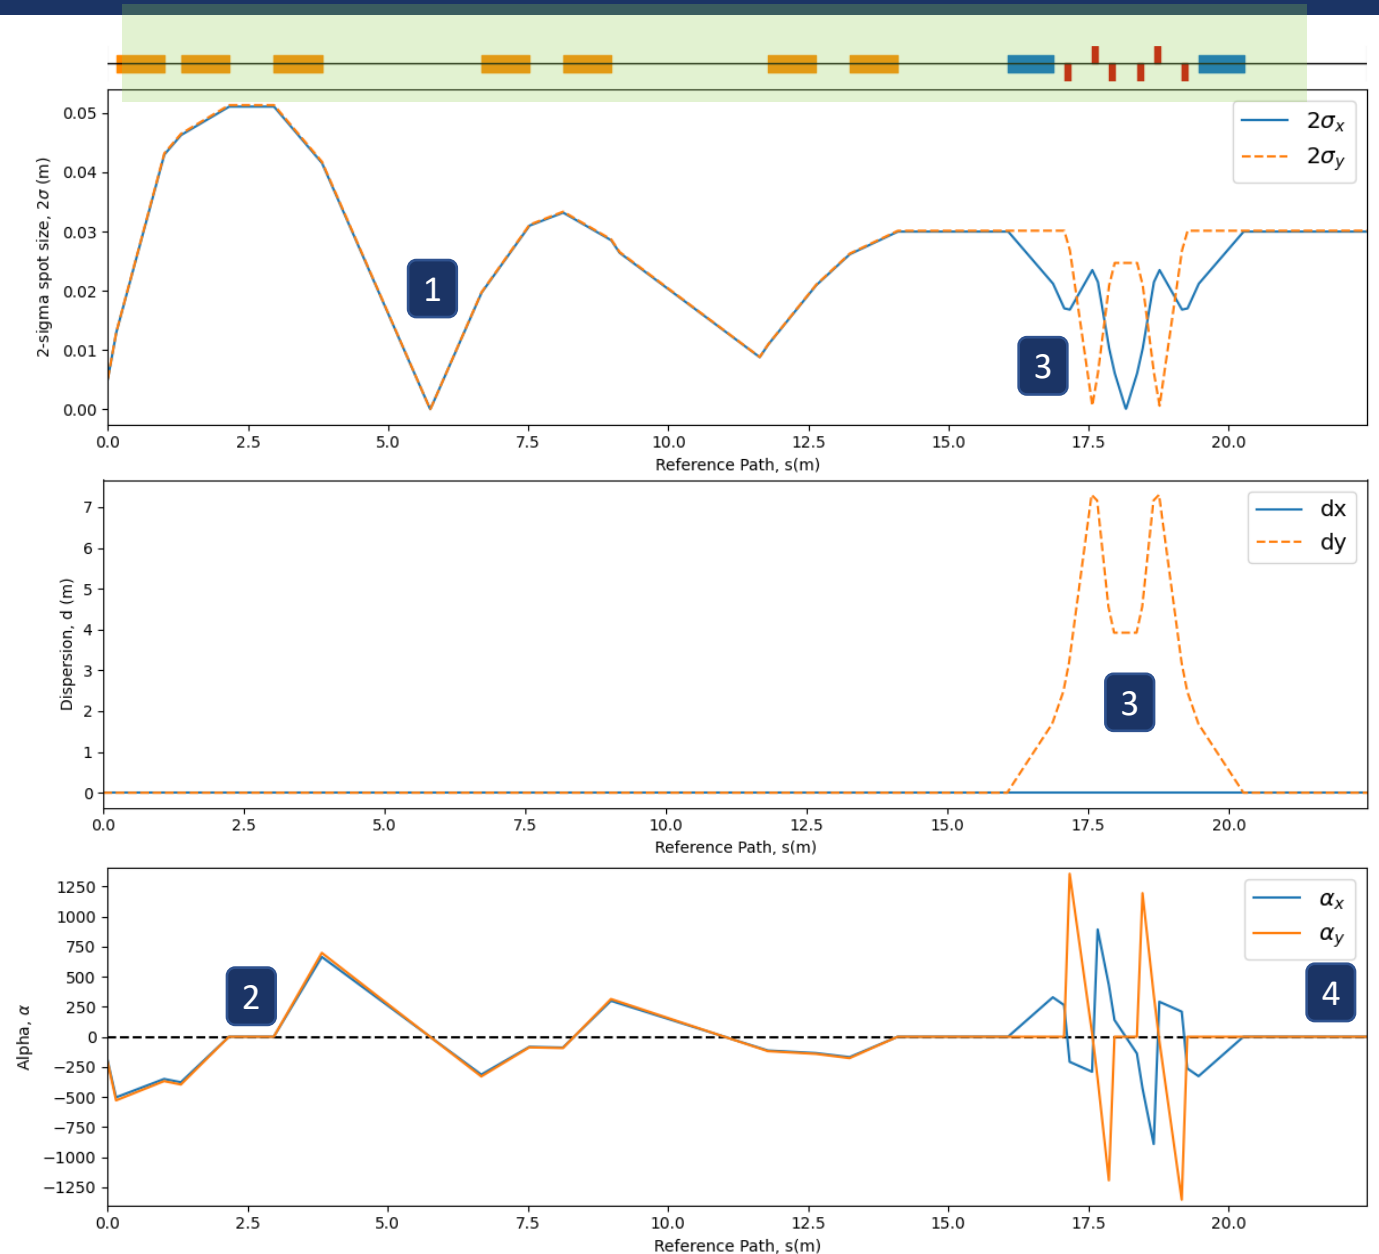 0.05
0.04
0.03
0.02
0.01
0.00
2-sigma spot size, 2σ (m)
2σx
2σy
1
3
0.0 2.5 5.0 7.5 10.0 12.5 15.0 17.5 20.0
Reference Path, s(m)
7
6
5
4
3
2
1
0
Dispersion, d (m)
dx
dy
3
0.0 2.5 5.0 7.5 10.0 12.5 15.0 17.5 20.0
Reference Path, s(m)
1250
1000
750
500
250
0
−250
−500
−750
−1000
−1250
Alpha, α
αx
αy
2
4
0.0 2.5 5.0 7.5 10.0 12.5 15.0 17.5 20.0
Reference Path, s(m)